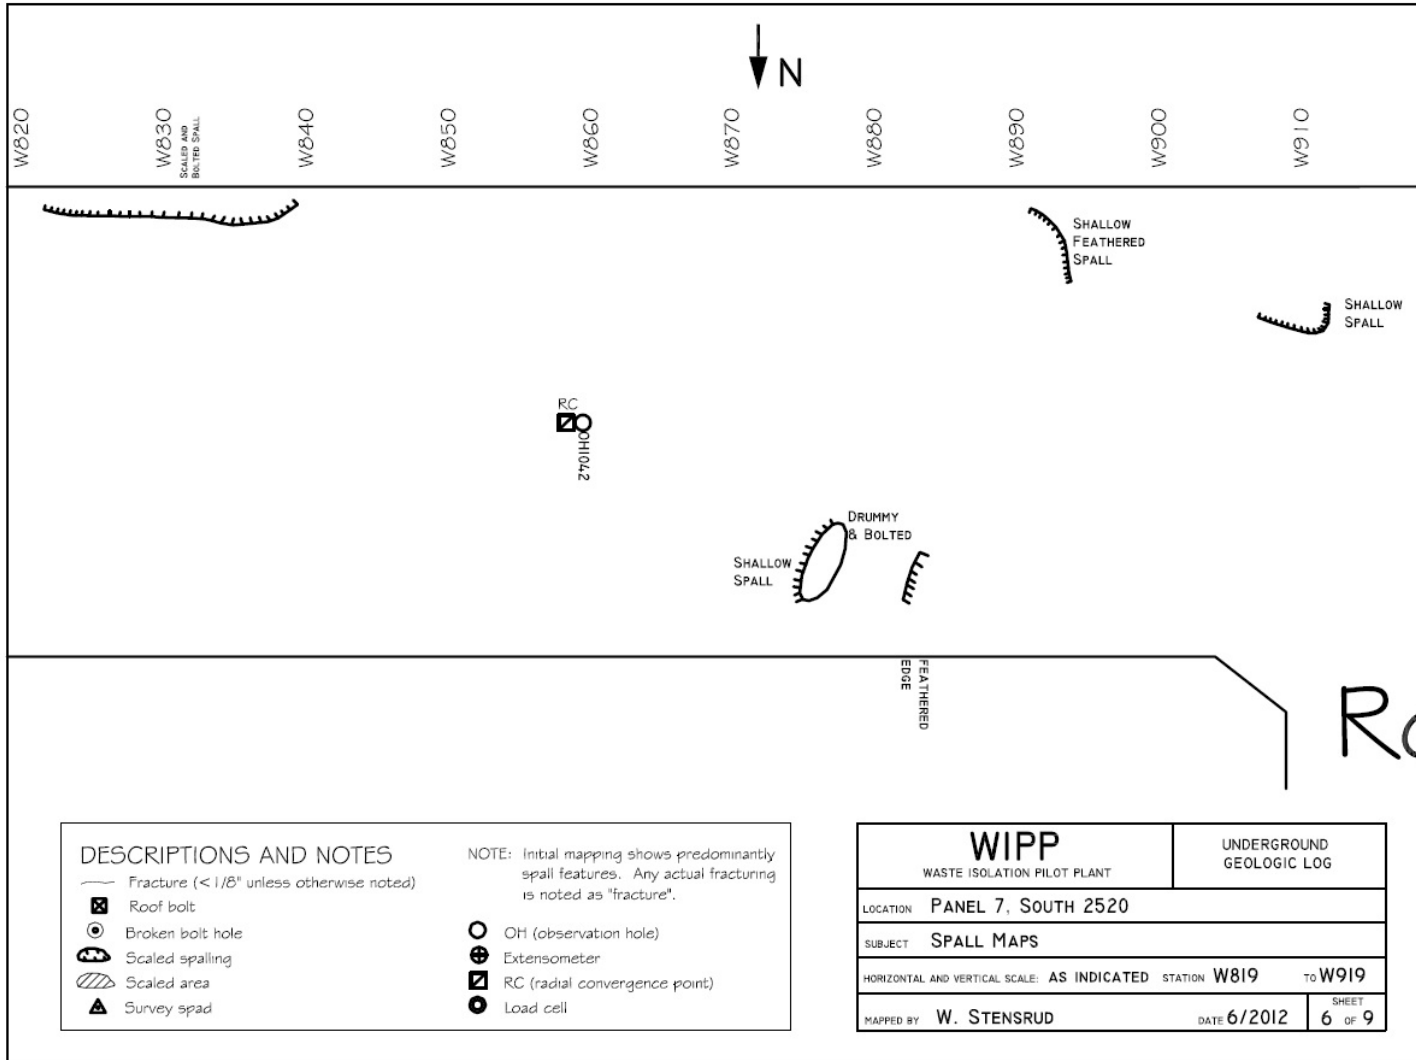 N
W820
W830
SCALED AND
BOLTED SPALL
W840
W850
W860
W870
W880
W890
W900
W910
SHALLOW
FEATHERED
SPALL
SHALLOW
SPALL
RC
OH1042
DRUMMY
& BOLTED
SHALLOW
SPALL
FEATHERED
EDGE
DESCRIPTIONS AND NOTES
Fracture (<1/8" unless otherwise noted)
Roof bolt
Broken bolt hole
Scaled spalling
Scaled area
Survey spad
NOTE: Initial mapping shows predominantly
spall features. Any actual fracturing
is noted as "fracture".
OH (observation hole)
Extensometer
RC (radial convergence point)
Load cell
WIPP
WASTE ISOLATION PILOT PLANT
UNDERGROUND
GEOLOGIC LOG
LOCATION PANEL 7, SOUTH 2520
SUBJECT SPALL MAPS
HORIZONTAL AND VERTICAL SCALE: AS INDICATED STATION W819 TO W919
MAPPED BY W. STENSRUD DATE 6/2012 SHEET
6 OF 9